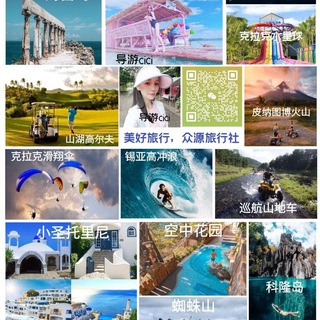 导游cici
克拉克水星球
山湖高尔夫
导游cici
美好旅行，众源旅行社
皮纳图博火山
克拉克滑翔伞
锡亚高冲浪
巡航山地车
小圣托里尼
空中花园
科隆岛
蜘蛛山